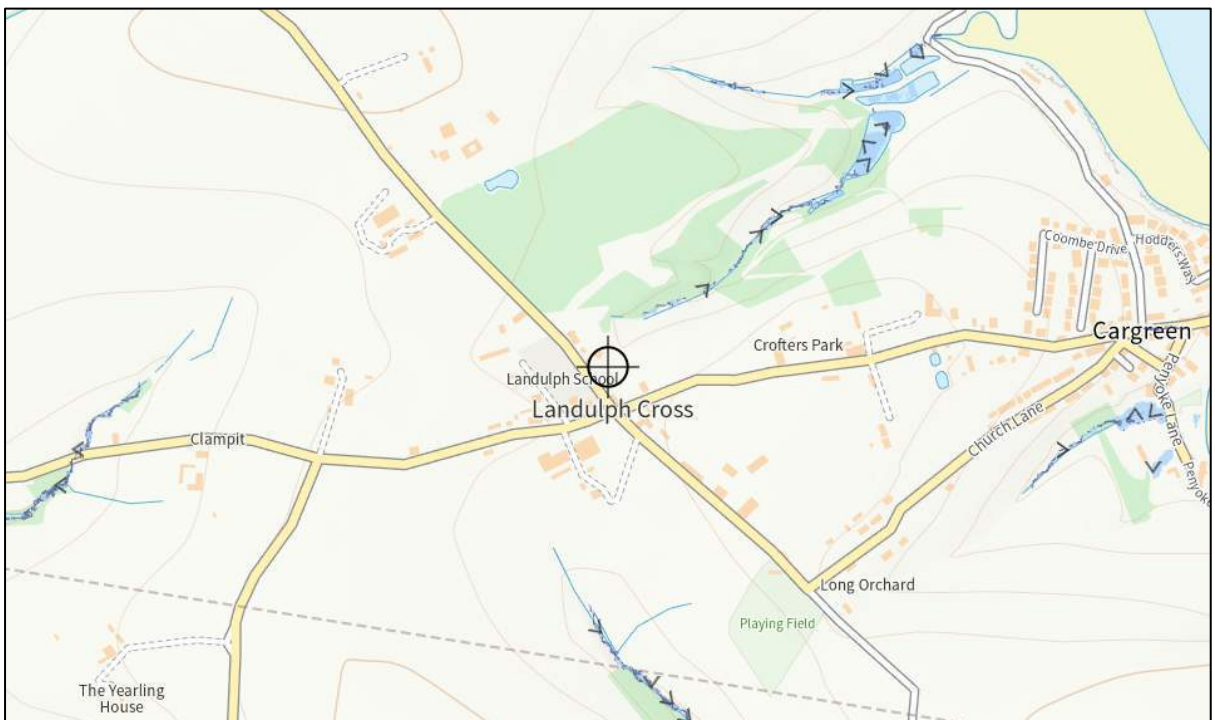 Coombe Drive
Hodders Way
Cargreen
Crofters Park
Landulph School
Landulph Cross
Penyoke Lane
Church Lane
Clampit
Penyoke
Long Orchard
Playing Field
The Yearling
House